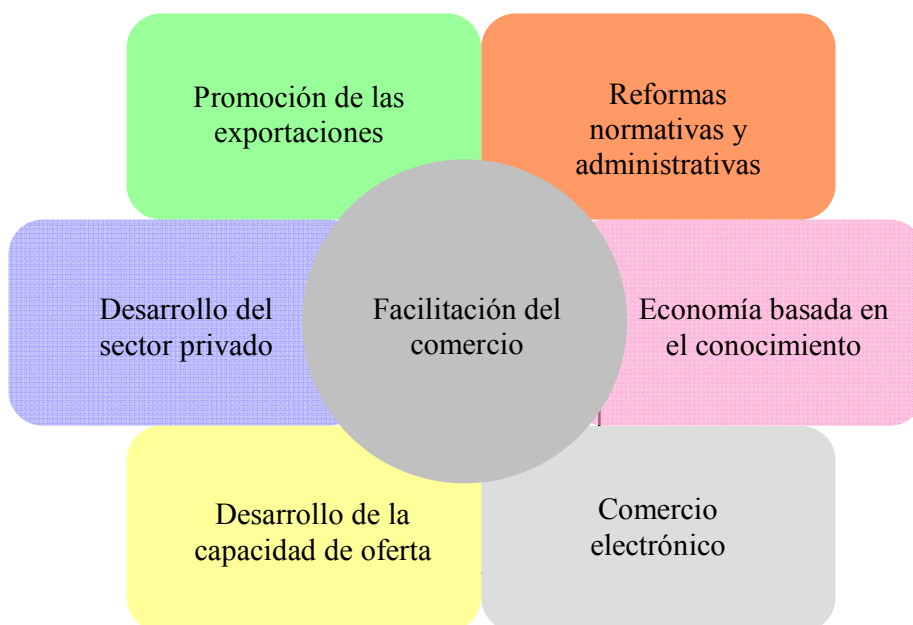 Promoción de las
exportaciones
Reformas
normativas y
administrativas
Desarrollo del
sector privado
Facilitación del
comercio
Economía basada en
el conocimiento
Desarrollo de la
capacidad de oferta
Comercio
electrónico